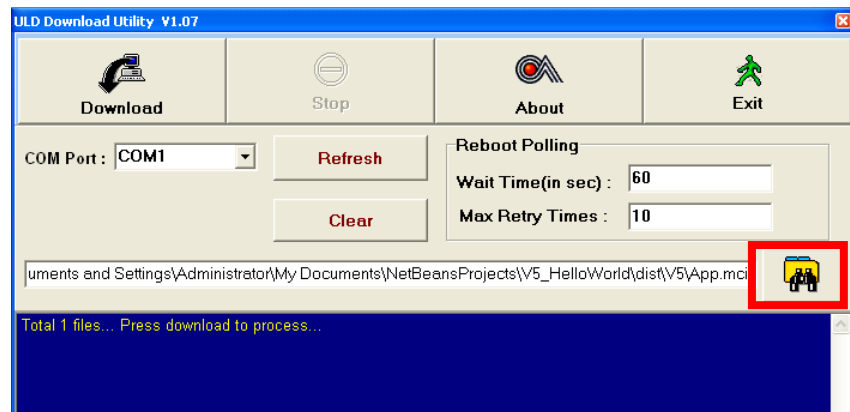 ULD Download Utility V1.07
Download
Stop
About
Exit
COM Port : COM1
Refresh
Clear
Reboot Polling
Wait Time(in sec) : 60
Max Retry Times : 10
uments and Settings\Administrator\My Documents\NetBeansProjects\V5_HelloWorld\dist\V5\App.mci
Total 1 files... Press download to process...